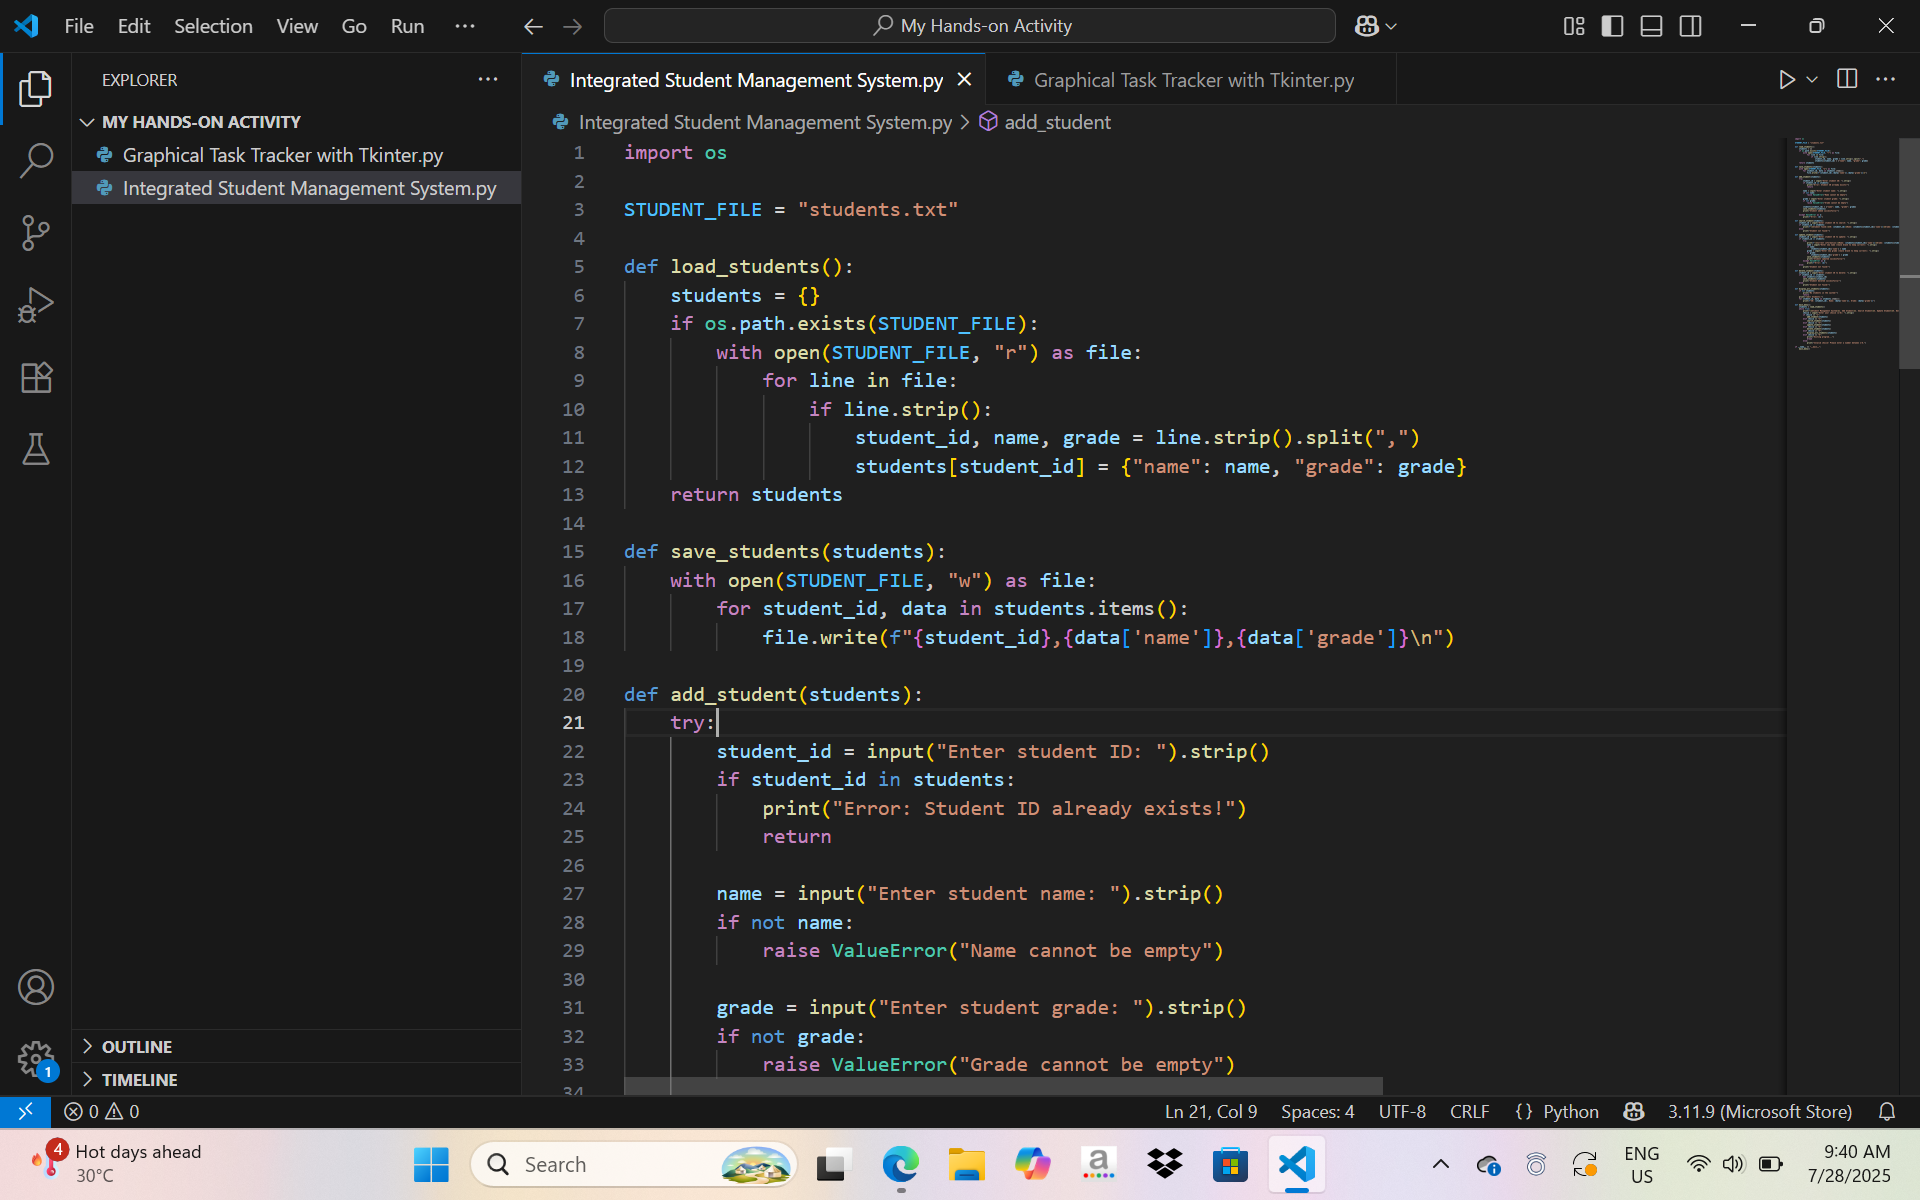 File Edit Selection View Go Run ···
My Hands-on Activity
EXPLORER ···
MY HANDS-ON ACTIVITY
Graphical Task Tracker with Tkinter.py
Integrated Student Management System.py
OUTLINE
TIMELINE
1
Integrated Student Management System.py
Graphical Task Tracker with Tkinter.py
Integrated Student Management System.py > add_student
1 import os
2
3 STUDENT_FILE = "students.txt"
4
5 def load_students():
6     students = {}
7     if os.path.exists(STUDENT_FILE):
8         with open(STUDENT_FILE, "r") as file:
9             for line in file:
10                 if line.strip():
11                     student_id, name, grade = line.strip().split(",")
12                     students[student_id] = {"name": name, "grade": grade}
13     return students
14
15 def save_students(students):
16     with open(STUDENT_FILE, "w") as file:
17         for student_id, data in students.items():
18             file.write(f"{student_id},{data['name']},{data['grade']}\n")
19
20 def add_student(students):
21     try:
22         student_id = input("Enter student ID: ").strip()
23         if student_id in students:
24             print("Error: Student ID already exists!")
25             return
26
27         name = input("Enter student name: ").strip()
28         if not name:
29             raise ValueError("Name cannot be empty")
30
31         grade = input("Enter student grade: ").strip()
32         if not grade:
33             raise ValueError("Grade cannot be empty")
34
0 0
Ln 21, Col 9 Spaces: 4 UTF-8 CRLF {} Python 3.11.9 (Microsoft Store)
4
Hot days ahead
30°C
Search
a
ENG
US
9:40 AM
7/28/2025